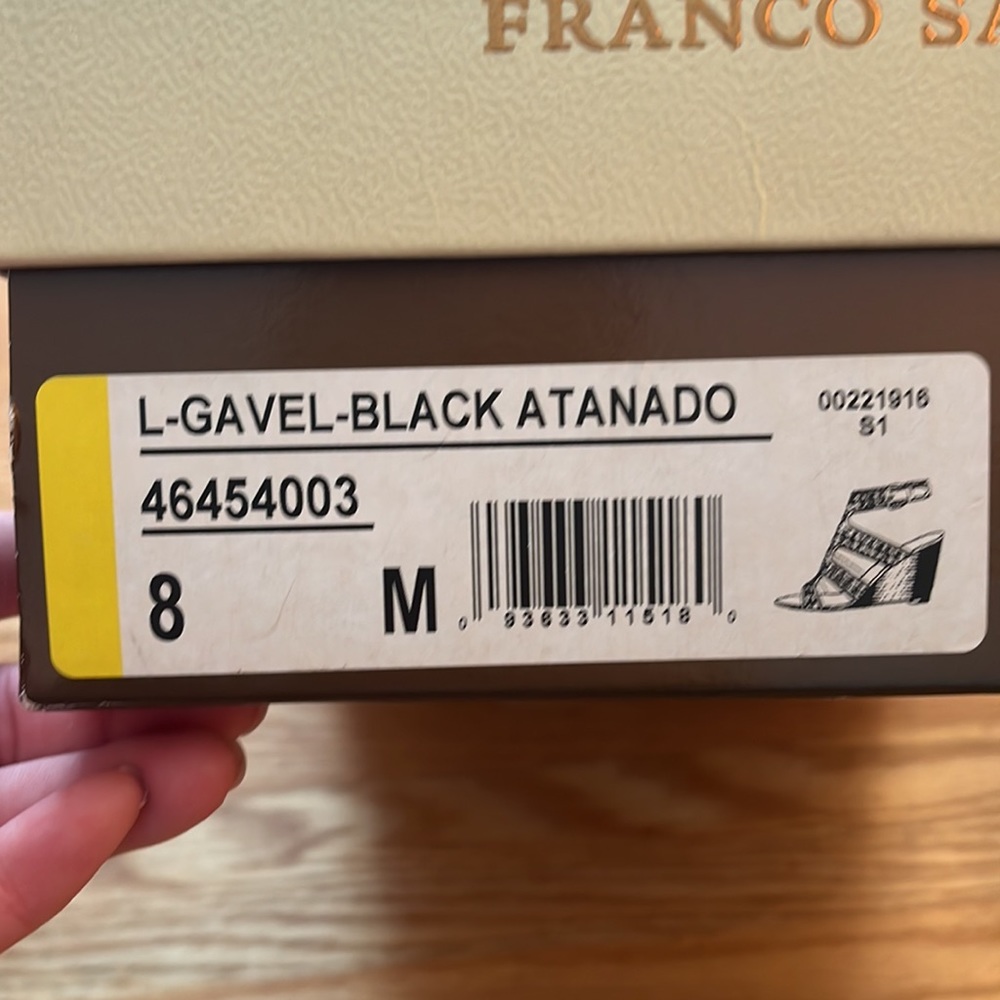 FRANCO SA
L-GAVEL-BLACK ATANADO
00221916
S1
46454003
8 M
0 93633 11518 0